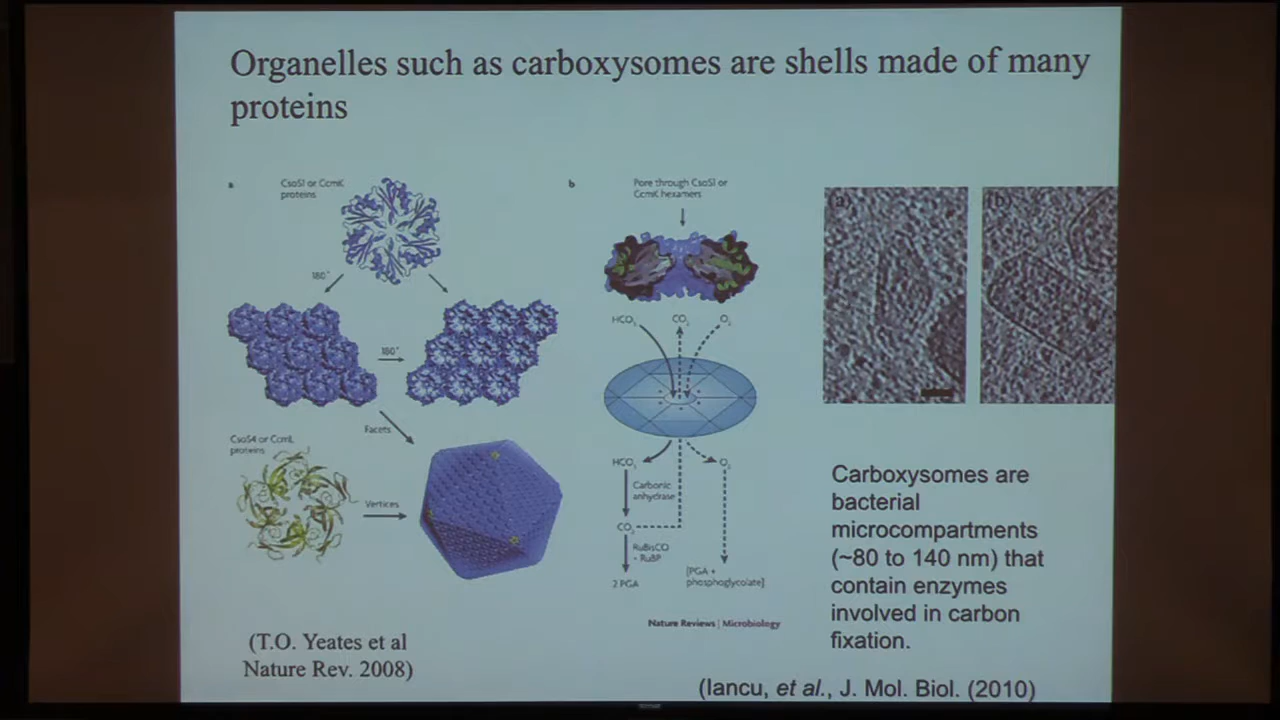 Organelles such as carboxysomes are shells made of many
proteins
a
CsoS1 or CcmK
proteins
180°
180°
Facets
CsoS4 or CcmL
proteins
Vertices
b
Pore through CsoS1 or
CcmK hexamers
HCO3
CO2
O2
HCO3
O2
Carbonic
anhydrase
CO2
RuBisCO
+ RuBP
2 PGA
[PGA +
phosphoglycolate]
Nature Reviews | Microbiology
(a)
(b)
Carboxysomes are
bacterial
microcompartments
(~80 to 140 nm) that
contain enzymes
involved in carbon
fixation.
(T.O. Yeates et al
Nature Rev. 2008)
(Iancu, et al., J. Mol. Biol. (2010)